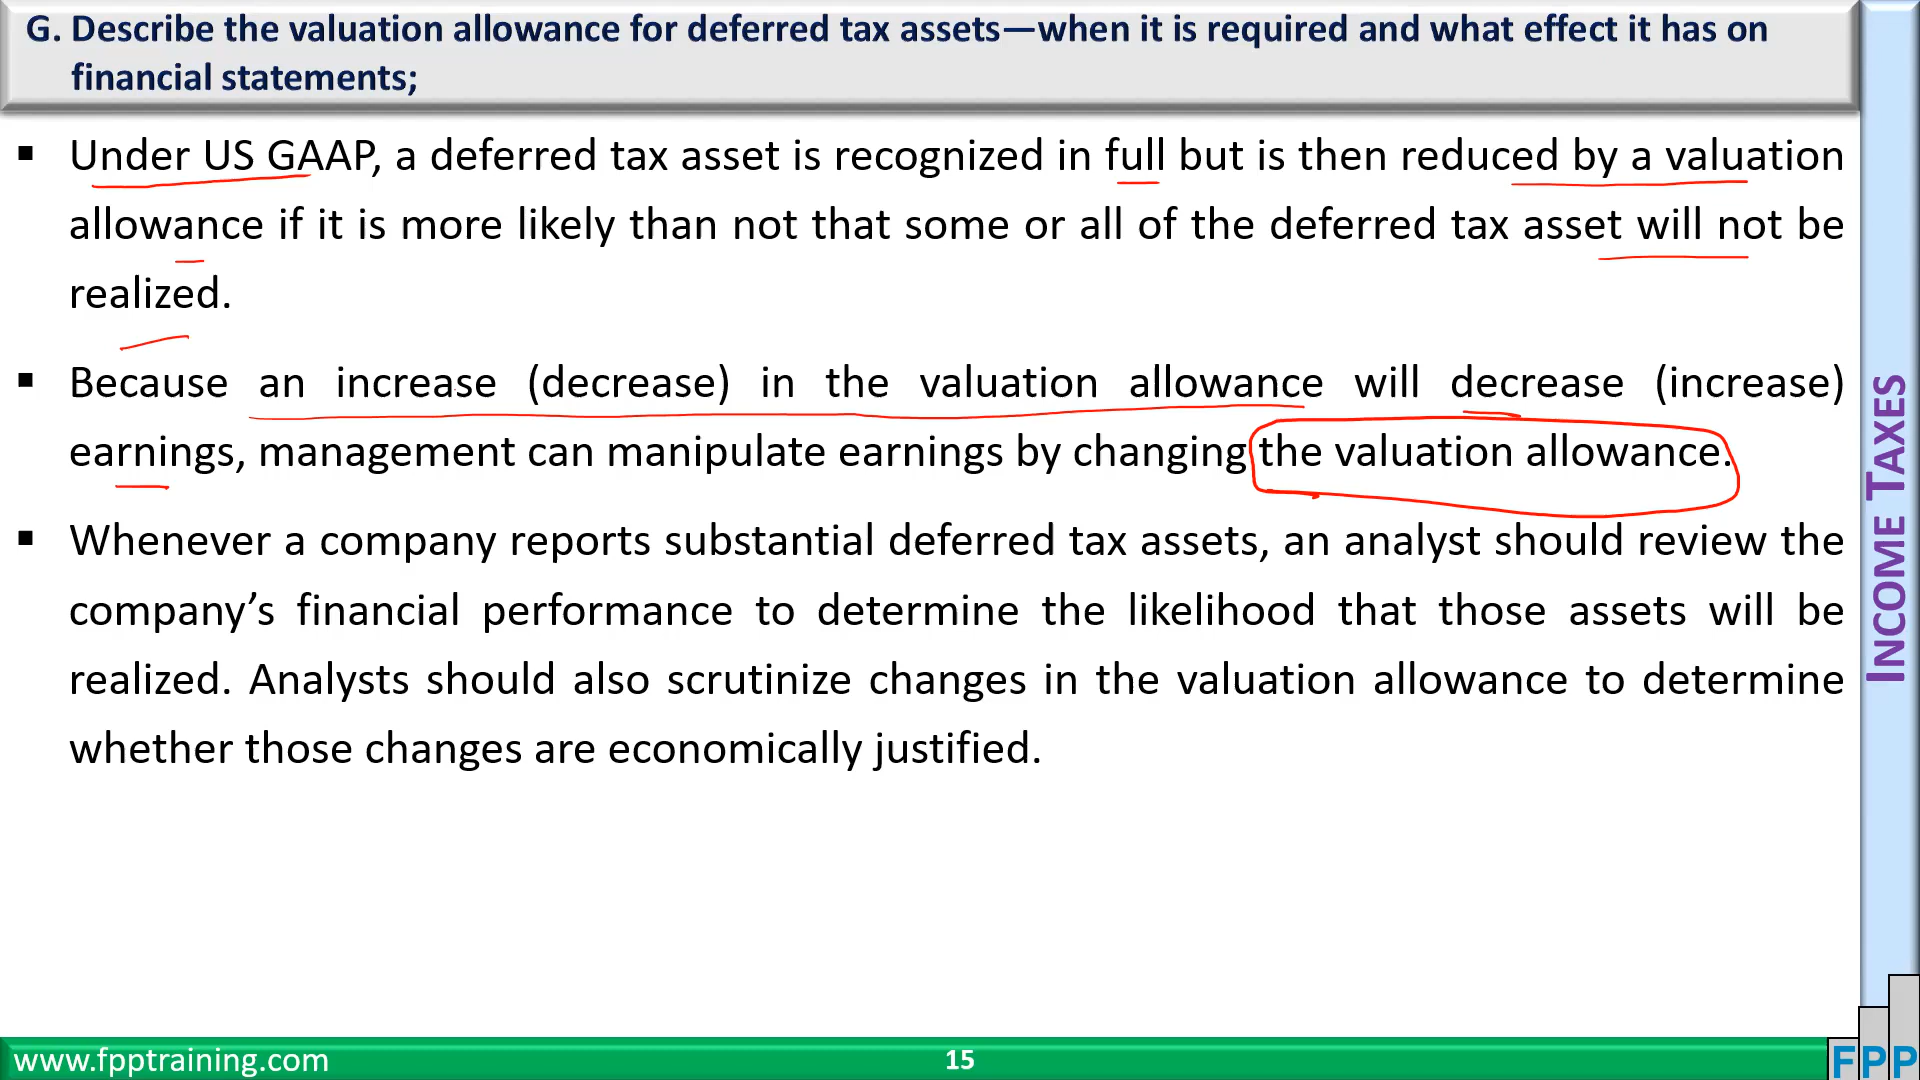 G. Describe the valuation allowance for deferred tax assets—when it is required and what effect it has on
financial statements;
▪ Under US GAAP, a deferred tax asset is recognized in full but is then reduced by a valuation
allowance if it is more likely than not that some or all of the deferred tax asset will not be
realized.
▪ Because an increase (decrease) in the valuation allowance will decrease (increase)
earnings, management can manipulate earnings by changing the valuation allowance.
▪ Whenever a company reports substantial deferred tax assets, an analyst should review the
company’s financial performance to determine the likelihood that those assets will be
realized. Analysts should also scrutinize changes in the valuation allowance to determine
whether those changes are economically justified.
INCOME TAXES
www.fpptraining.com
15
FPP